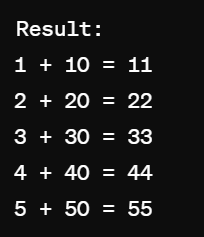 Result:
1 + 10 = 11
2 + 20 = 22
3 + 30 = 33
4 + 40 = 44
5 + 50 = 55